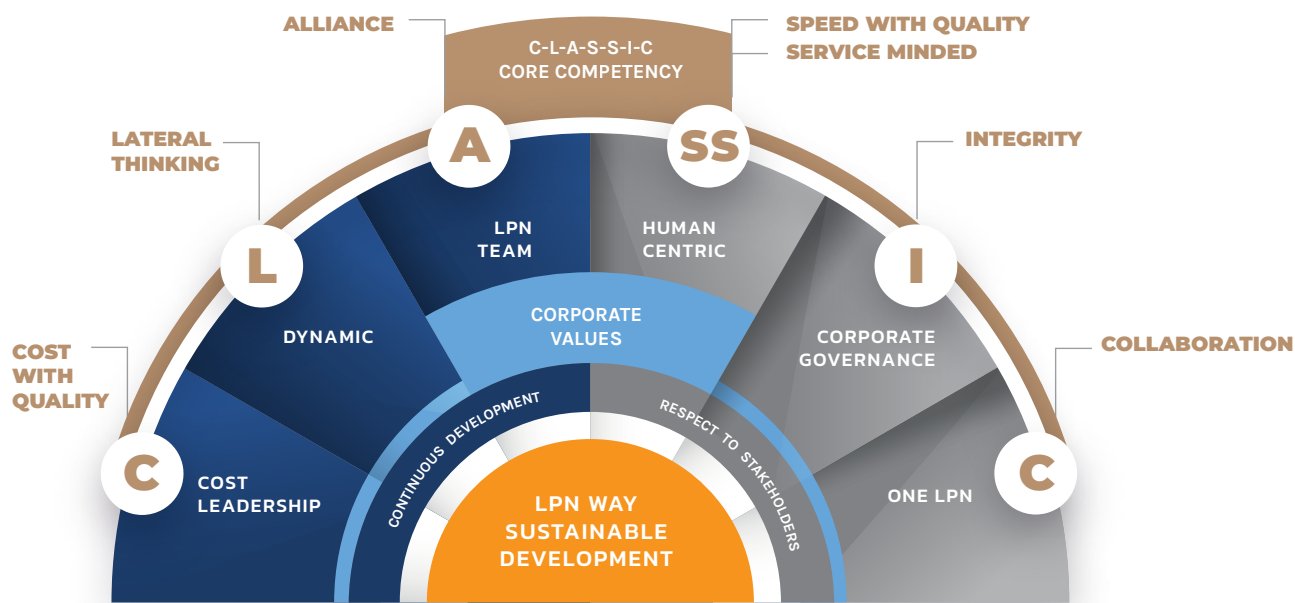 ALLIANCE
C-L-A-S-S-I-C
CORE COMPETENCY
SPEED WITH QUALITY
SERVICE MINDED
LATERAL
THINKING
A
SS
INTEGRITY
LPN
TEAM
HUMAN
CENTRIC
L
I
CORPORATE
VALUES
DYNAMIC
CORPORATE
GOVERNANCE
COST
WITH
QUALITY
COLLABORATION
CONTINUOUS DEVELOPMENT
RESPECT TO STAKEHOLDERS
C
COST
LEADERSHIP
ONE LPN
C
LPN WAY
SUSTAINABLE
DEVELOPMENT